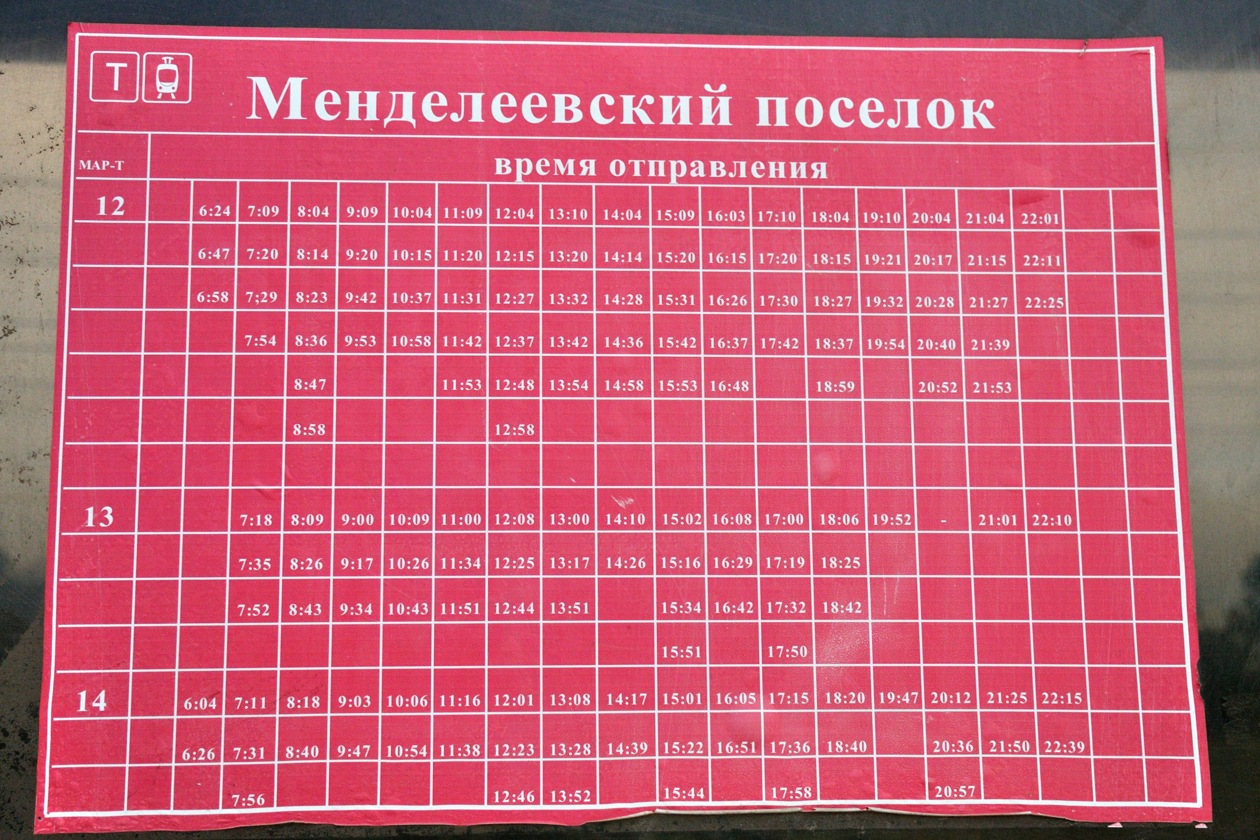 Т
Менделеевский поселок
МАР-Т время отправления
12 6:24 7:09 8:04 9:09 10:04 11:09 12:04 13:10 14:04 15:09 16:03 17:10 18:04 19:10 20:04 21:04 22:01
6:47 7:20 8:14 9:20 10:15 11:20 12:15 13:20 14:14 15:20 16:15 17:20 18:15 19:21 20:17 21:15 22:11
6:58 7:29 8:23 9:42 10:37 11:31 12:27 13:32 14:28 15:31 16:26 17:30 18:27 19:32 20:28 21:27 22:25
7:54 8:36 9:53 10:58 11:42 12:37 13:42 14:36 15:42 16:37 17:42 18:37 19:54 20:40 21:39
8:47 11:53 12:48 13:54 14:58 15:53 16:48 18:59 20:52 21:53
8:58 12:58
13 7:18 8:09 9:00 10:09 11:00 12:08 13:00 14:10 15:02 16:08 17:00 18:06 19:52 - 21:01 22:10
7:35 8:26 9:17 10:26 11:34 12:25 13:17 14:26 15:16 16:29 17:19 18:25
7:52 8:43 9:34 10:43 11:51 12:44 13:51 15:34 16:42 17:32 18:42
15:51 17:50
14 6:04 7:11 8:18 9:03 10:06 11:16 12:01 13:08 14:17 15:01 16:05 17:15 18:20 19:47 20:12 21:25 22:15
6:26 7:31 8:40 9:47 10:54 11:38 12:23 13:28 14:39 15:22 16:51 17:36 18:40 20:36 21:50 22:39
7:56 12:46 13:52 15:44 17:58 20:57